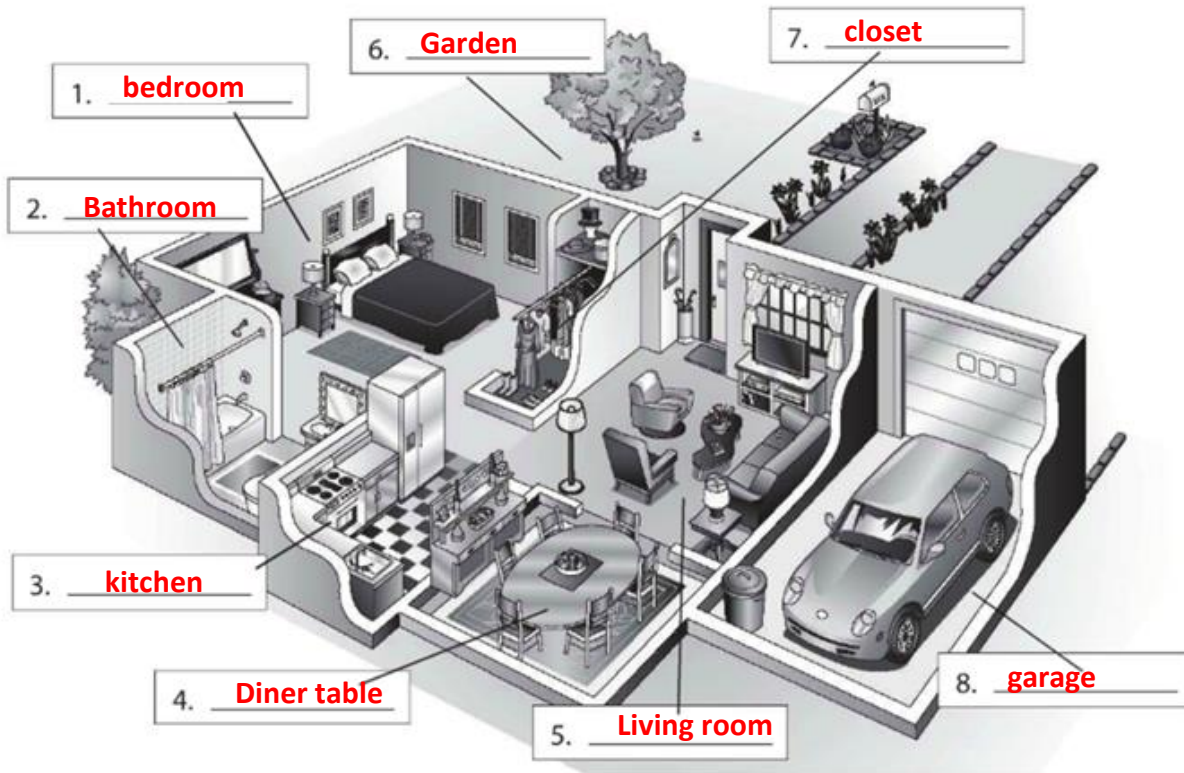 1. bedroom
2. Bathroom
3. kitchen
4. Diner table
5. Living room
6. Garden
7. closet
8. garage